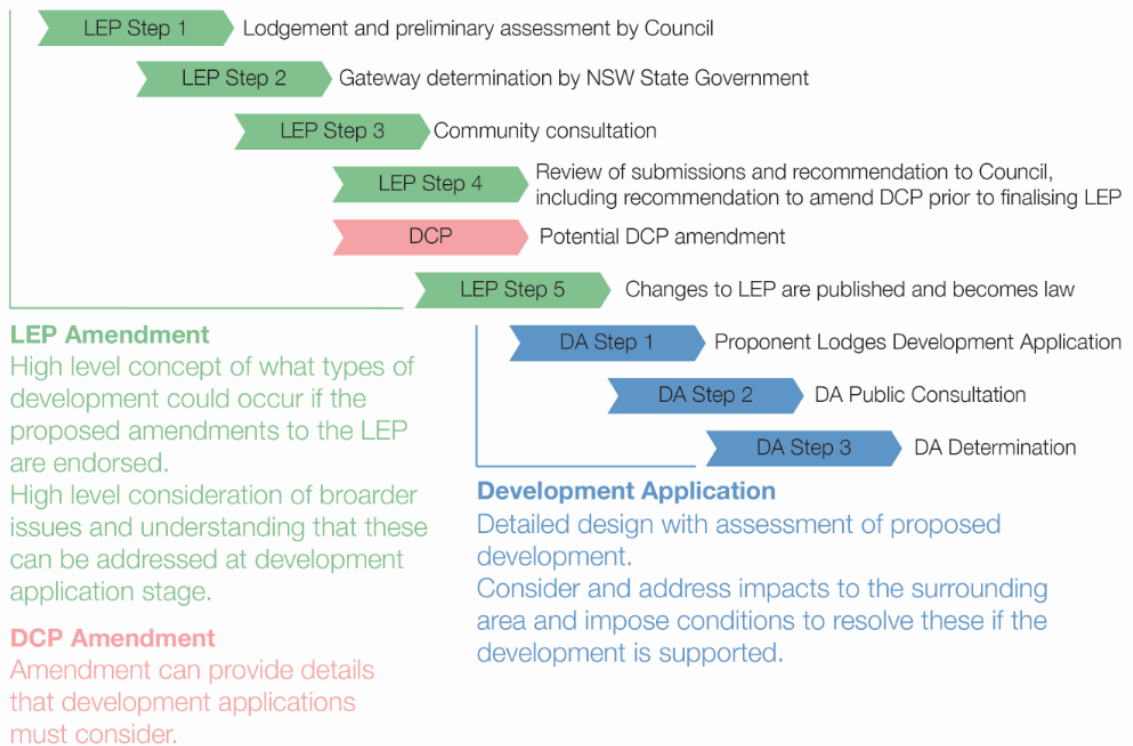 LEP Step 1 Lodgement and preliminary assessment by Council
LEP Step 2 Gateway determination by NSW State Government
LEP Step 3 Community consultation
LEP Step 4 Review of submissions and recommendation to Council,
including recommendation to amend DCP prior to finalising LEP
DCP Potential DCP amendment
LEP Step 5 Changes to LEP are published and becomes law
LEP Amendment
High level concept of what types of
development could occur if the
proposed amendments to the LEP
are endorsed.
High level consideration of broarder
issues and understanding that these
can be addressed at development
application stage.
DCP Amendment
Amendment can provide details
that development applications
must consider.
DA Step 1 Proponent Lodges Development Application
DA Step 2 DA Public Consultation
DA Step 3 DA Determination
Development Application
Detailed design with assessment of proposed
development.
Consider and address impacts to the surrounding
area and impose conditions to resolve these if the
development is supported.